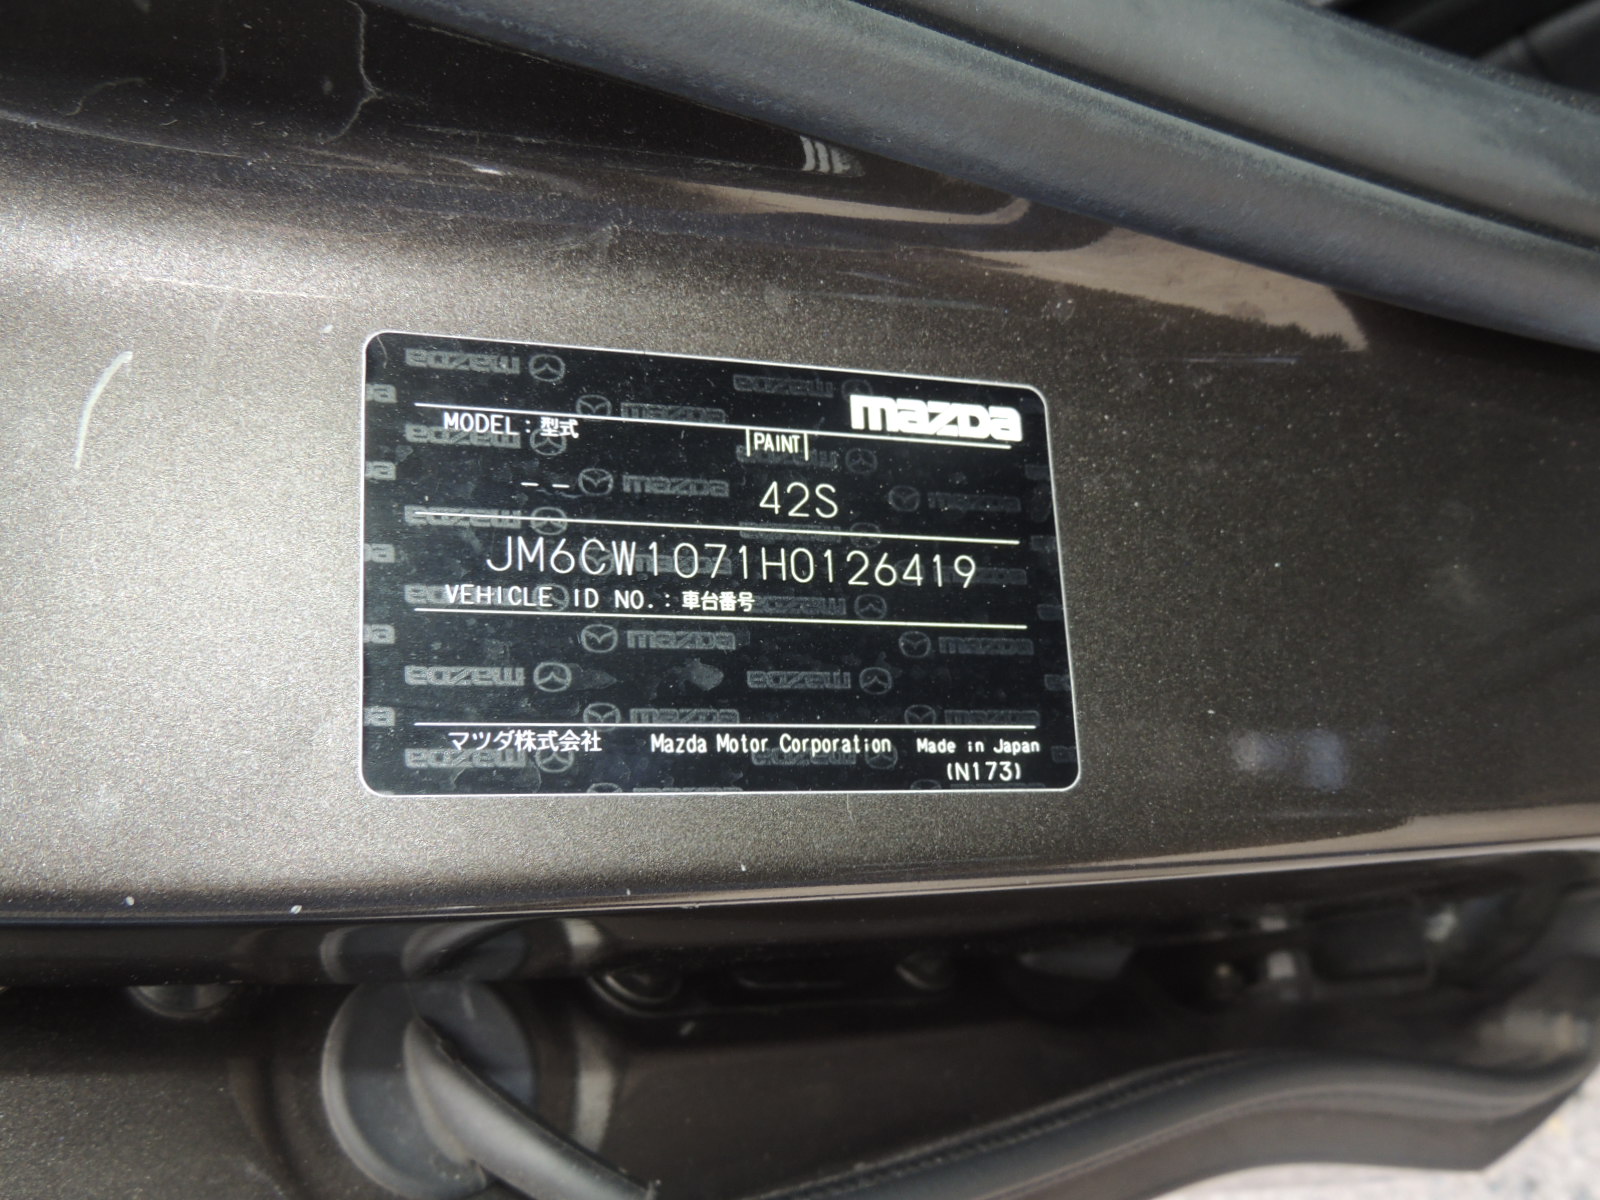 mazda
MODEL : 型式
PAINT
-- 42S
JM6CW1071H0126419
VEHICLE ID NO. : 車台番号
マツダ株式会社 Mazda Motor Corporation Made in Japan
(N173)